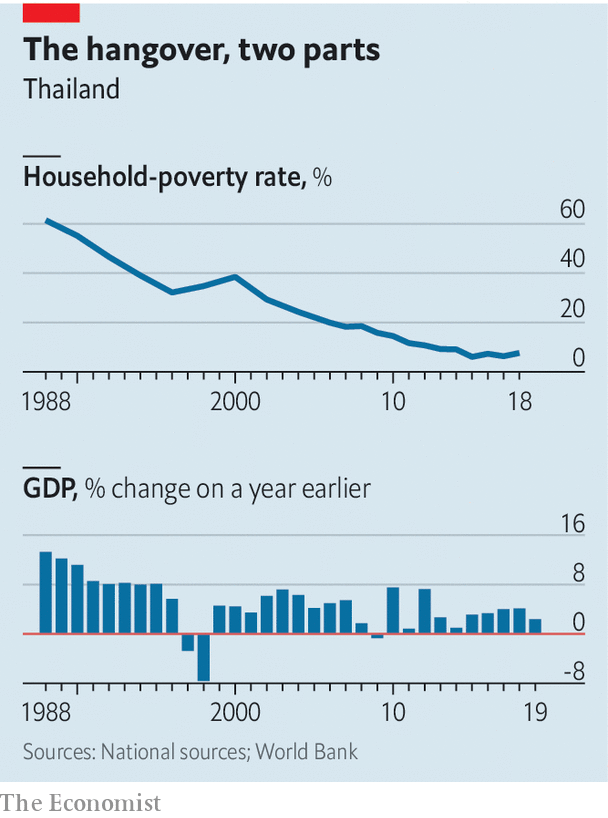 The hangover, two parts
Thailand
Household-poverty rate, %
60
40
20
0
1988 2000 10 18
GDP, % change on a year earlier
16
8
0
-8
1988 2000 10 19
Sources: National sources; World Bank
The Economist